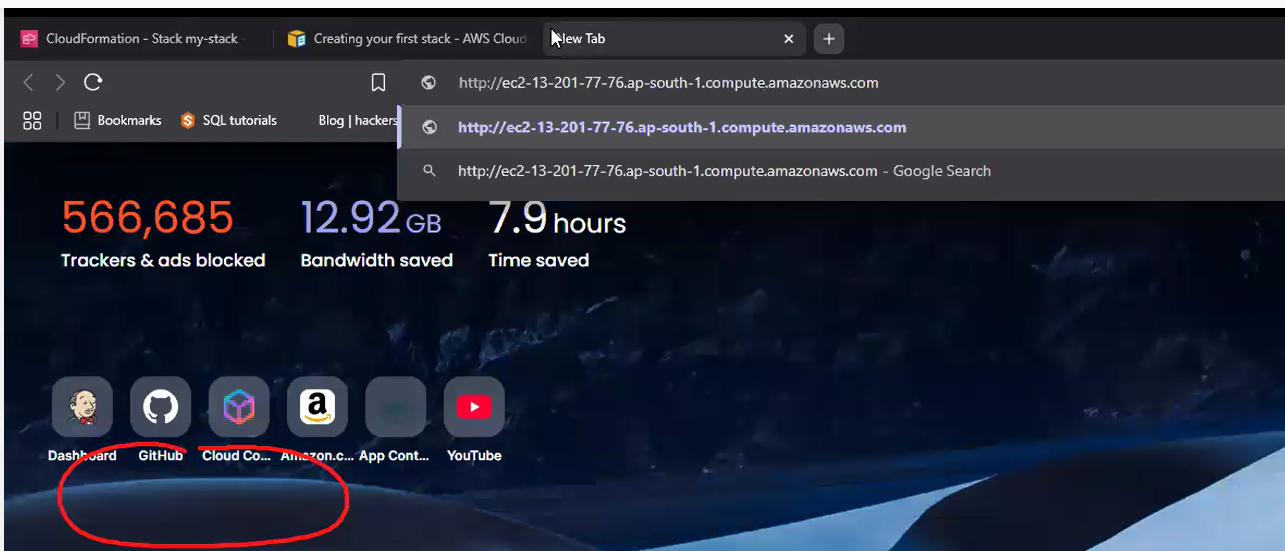 CloudFormation - Stack my-stack
Creating your first stack - AWS Cloud
New Tab
http://ec2-13-201-77-76.ap-south-1.compute.amazonaws.com
Bookmarks
SQL tutorials
Blog | hackers
http://ec2-13-201-77-76.ap-south-1.compute.amazonaws.com
http://ec2-13-201-77-76.ap-south-1.compute.amazonaws.com - Google Search
566,685
12.92 GB
7.9 hours
Trackers & ads blocked
Bandwidth saved
Time saved
a
Dashboard
GitHub
Cloud Co...
Amazon.c...
App Cont...
YouTube